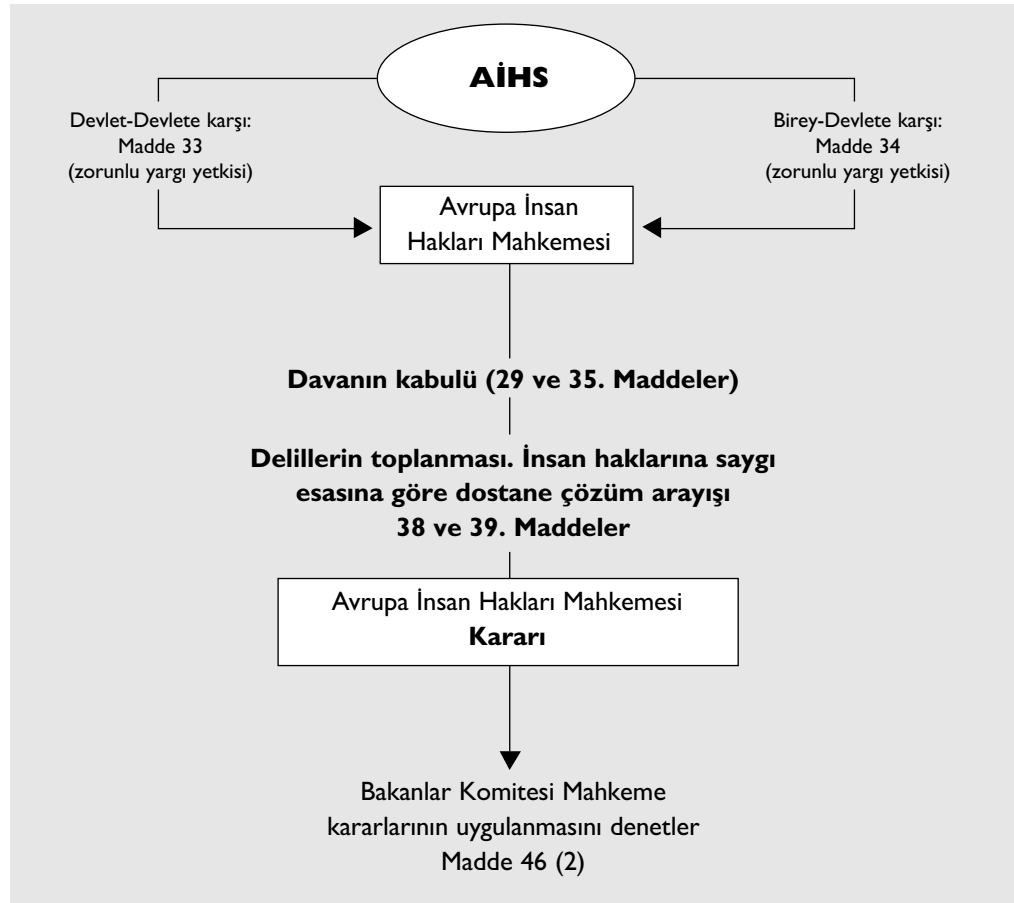 AİHS
Devlet-Devlete karşı:
Madde 33
(zorunlu yargı yetkisi)
Birey-Devlete karşı:
Madde 34
(zorunlu yargı yetkisi)
Avrupa İnsan
Hakları Mahkemesi
Davanın kabulü (29 ve 35. Maddeler)
Delillerin toplanması. İnsan haklarına saygı
esasına göre dostane çözüm arayışı
38 ve 39. Maddeler
Avrupa İnsan Hakları Mahkemesi
Kararı
Bakanlar Komitesi Mahkeme
kararlarının uygulanmasını denetler
Madde 46 (2)